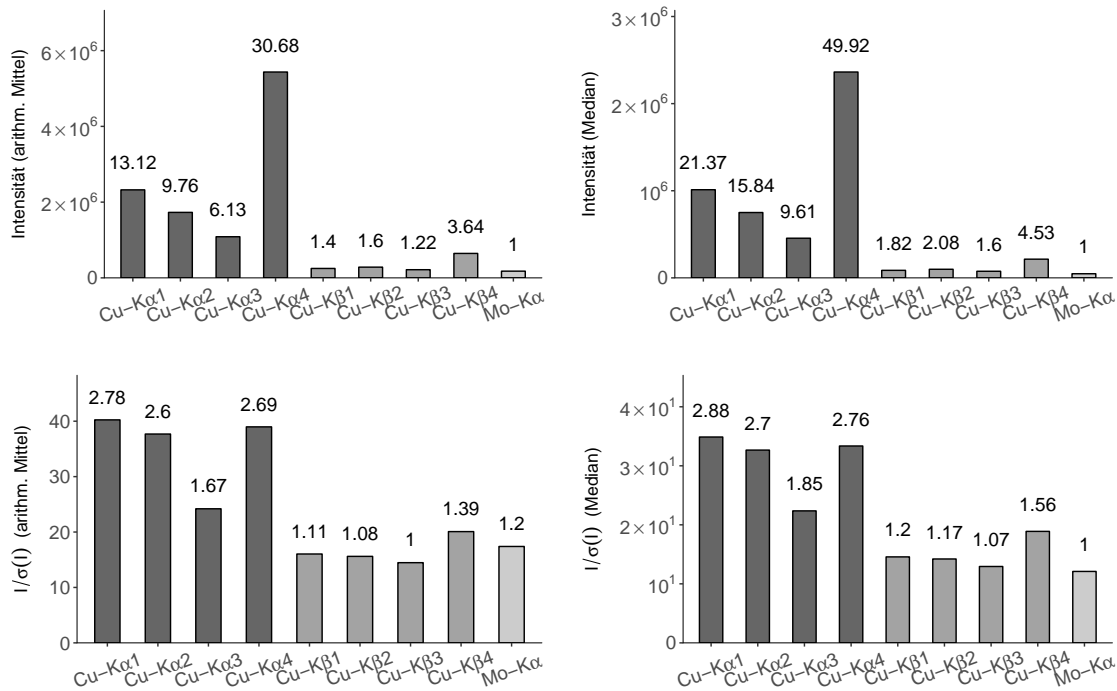 Intensität (arithm. Mittel)
6×10⁶
4×10⁶
2×10⁶
0
13.12
9.76
6.13
30.68
1.4
1.6
1.22
3.64
1
Cu–Kα1
Cu–Kα2
Cu–Kα3
Cu–Kα4
Cu–Kβ1
Cu–Kβ2
Cu–Kβ3
Cu–Kβ4
Mo–Kα
Intensität (Median)
3×10⁶
2×10⁶
10⁶
0
21.37
15.84
9.61
49.92
1.82
2.08
1.6
4.53
1
Cu–Kα1
Cu–Kα2
Cu–Kα3
Cu–Kα4
Cu–Kβ1
Cu–Kβ2
Cu–Kβ3
Cu–Kβ4
Mo–Kα
I/σ(I) (arithm. Mittel)
40
20
0
2.78
2.6
1.67
2.69
1.11
1.08
1
1.39
1.2
Cu–Kα1
Cu–Kα2
Cu–Kα3
Cu–Kα4
Cu–Kβ1
Cu–Kβ2
Cu–Kβ3
Cu–Kβ4
Mo–Kα
I/σ(I) (Median)
4×10¹
3×10¹
2×10¹
10¹
0
2.88
2.7
1.85
2.76
1.2
1.17
1.07
1.56
1
Cu–Kα1
Cu–Kα2
Cu–Kα3
Cu–Kα4
Cu–Kβ1
Cu–Kβ2
Cu–Kβ3
Cu–Kβ4
Mo–Kα